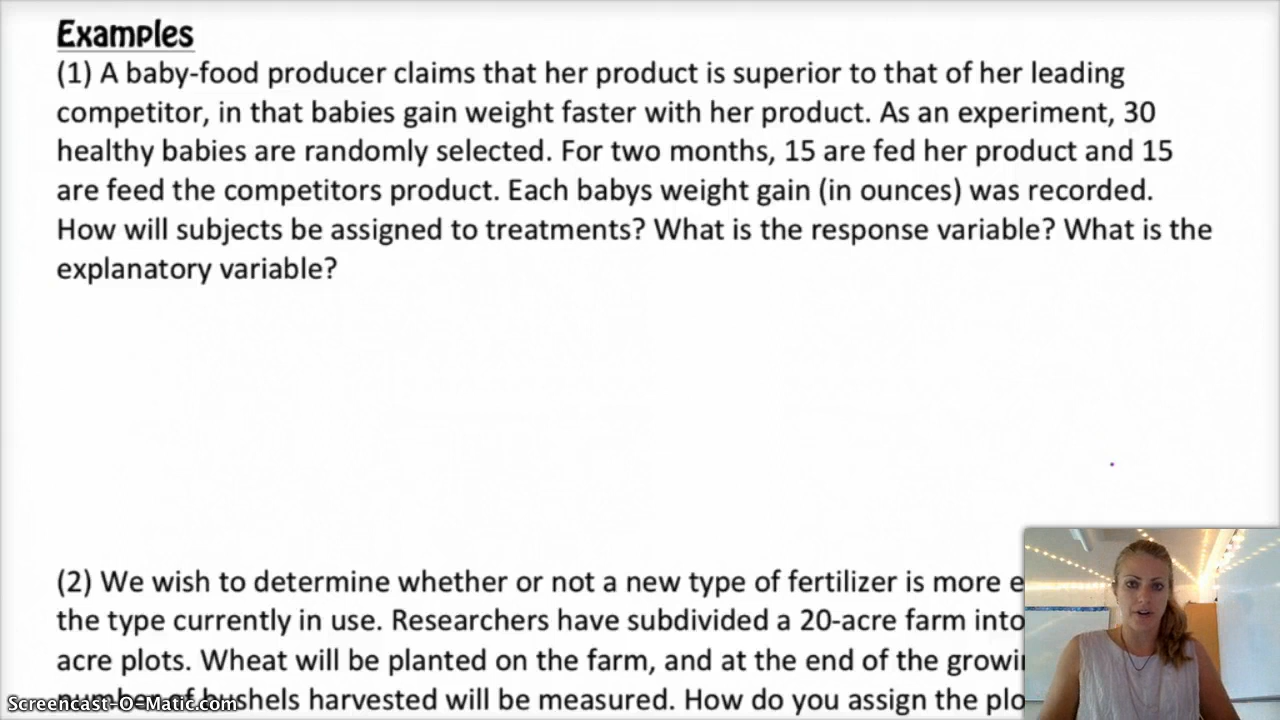 Examples
(1) A baby-food producer claims that her product is superior to that of her leading
competitor, in that babies gain weight faster with her product. As an experiment, 30
healthy babies are randomly selected. For two months, 15 are fed her product and 15
are feed the competitors product. Each babys weight gain (in ounces) was recorded.
How will subjects be assigned to treatments? What is the response variable? What is the
explanatory variable?
(2) We wish to determine whether or not a new type of fertilizer is more e
the type currently in use. Researchers have subdivided a 20-acre farm into
acre plots. Wheat will be planted on the farm, and at the end of the growi
number of bushels harvested will be measured. How do you assign the plo
Screencast-O-Matic.com